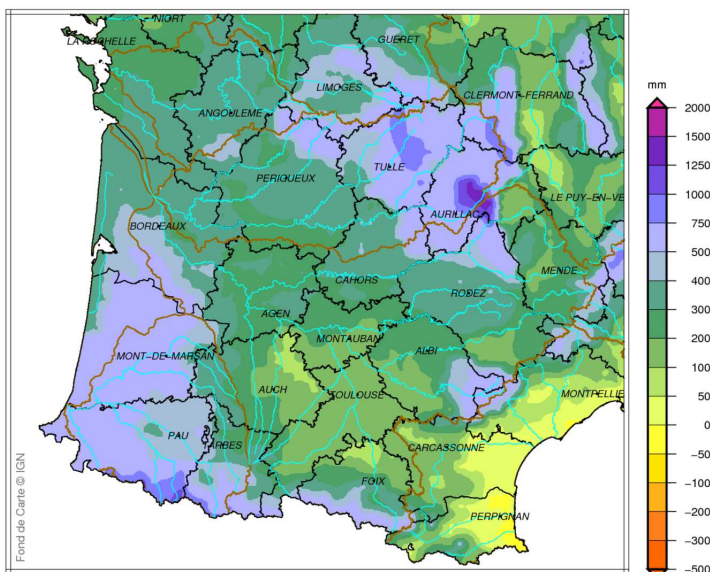 NIORT
LA ROCHELLE
GUERET
LIMOGES
CLERMONT-FERRAND
ANGOULEME
TULLE
PERIGUEUX
LE PUY-EN-VE
AURILLAC
BORDEAUX
MENDE
CAHORS
RODEZ
AGEN
MONTAUBAN
ALBI
MONT-DE-MARSAN
AUCH
TOULOUSE
MONTPELLIE
PAU
TARBES
CARCASSONNE
FOIX
PERPIGNAN
Fond de Carte © IGN
mm
2000
1500
1250
1000
750
500
400
300
200
100
50
0
−50
−100
−200
−300
−500